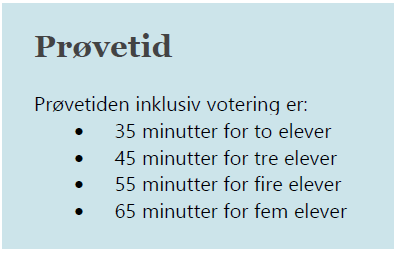 Prøvetid
Prøvetiden inklusiv votering er:
• 35 minutter for to elever
• 45 minutter for tre elever
• 55 minutter for fire elever
• 65 minutter for fem elever